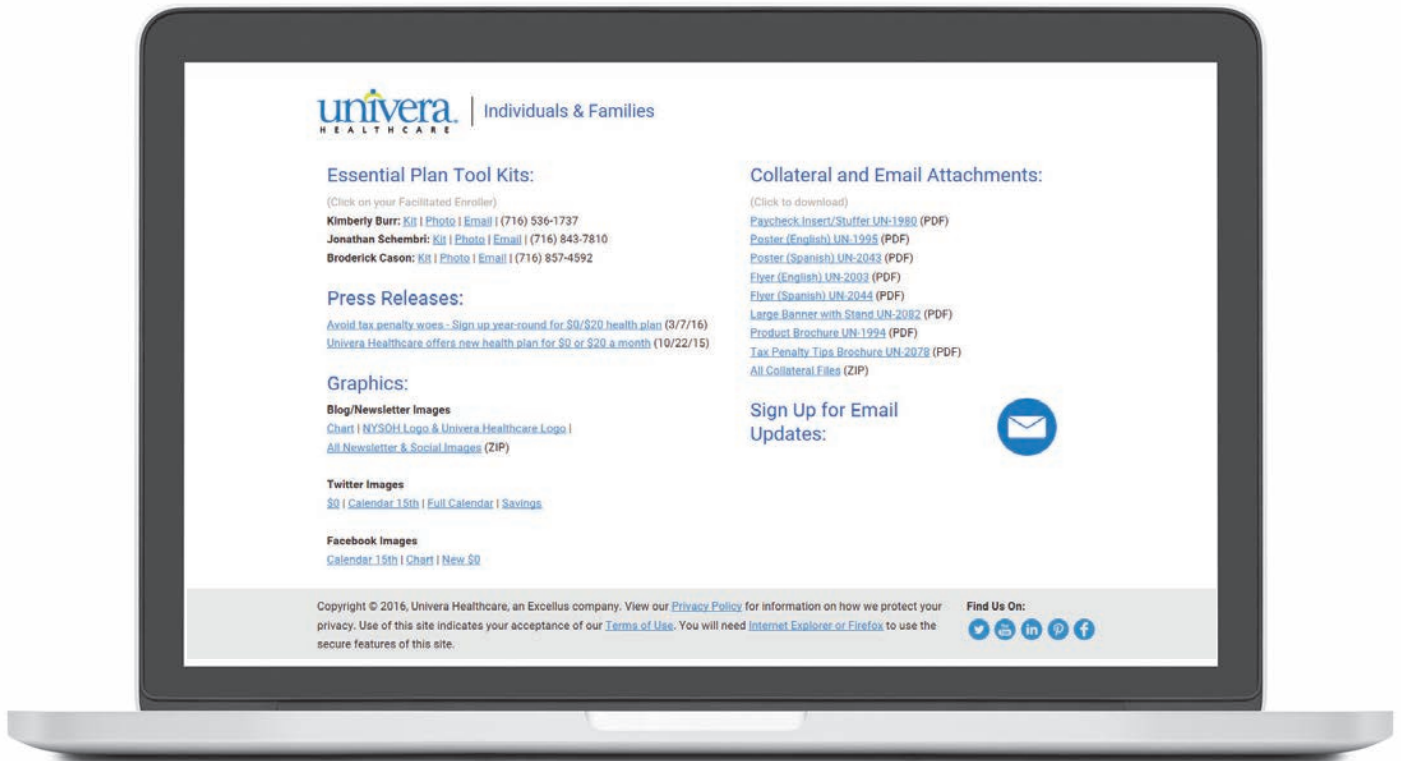 univera
HEALTHCARE
Individuals & Families
Essential Plan Tool Kits:
(Click on your Facilitated Enroller)
Kimberly Burr: Kit | Photo | Email | (716) 536-1737
Jonathan Schembri: Kit | Photo | Email | (716) 843-7810
Broderick Cason: Kit | Photo | Email | (716) 857-4592
Press Releases:
Avoid tax penalty woes - Sign up year-round for $0/$20 health plan (3/7/16)
Univera Healthcare offers new health plan for $0 or $20 a month (10/22/15)
Graphics:
Blog/Newsletter Images
Chart | NYSOH Logo & Univera Healthcare Logo |
All Newsletter & Social Images (ZIP)
Twitter Images
$0 | Calendar 15th | Full Calendar | Savings
Facebook Images
Calendar 15th | Chart | New $0
Collateral and Email Attachments:
(Click to download)
Paycheck Insert/Stuffer UN-1980 (PDF)
Poster (English) UN-1995 (PDF)
Poster (Spanish) UN-2043 (PDF)
Flyer (English) UN-2003 (PDF)
Flyer (Spanish) UN-2044 (PDF)
Large Banner with Stand UN-2082 (PDF)
Product Brochure UN-1994 (PDF)
Tax Penalty Tips Brochure UN-2078 (PDF)
All Collateral Files (ZIP)
Sign Up for Email
Updates:
Copyright © 2016, Univera Healthcare, an Excellus company. View our Privacy Policy for information on how we protect your
privacy. Use of this site indicates your acceptance of our Terms of Use. You will need Internet Explorer or Firefox to use the
secure features of this site.
Find Us On: